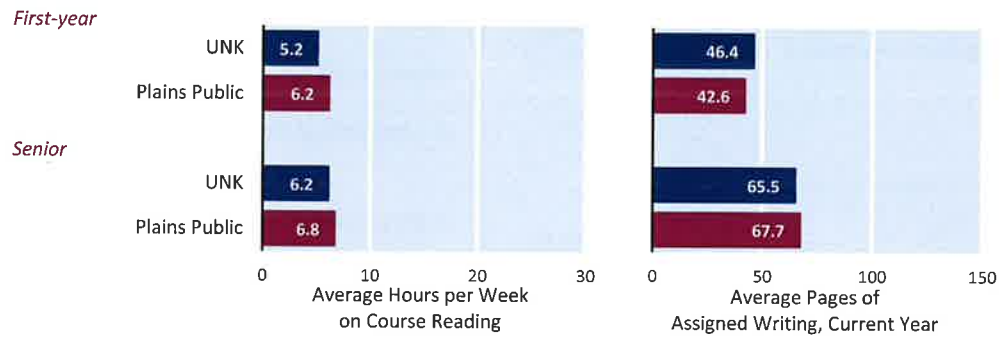 First-year
UNK
5.2
46.4
Plains Public
6.2
42.6
Senior
UNK
6.2
65.5
Plains Public
6.8
67.7
0 10 20 30
0 50 100 150
Average Hours per Week
on Course Reading
Average Pages of
Assigned Writing, Current Year